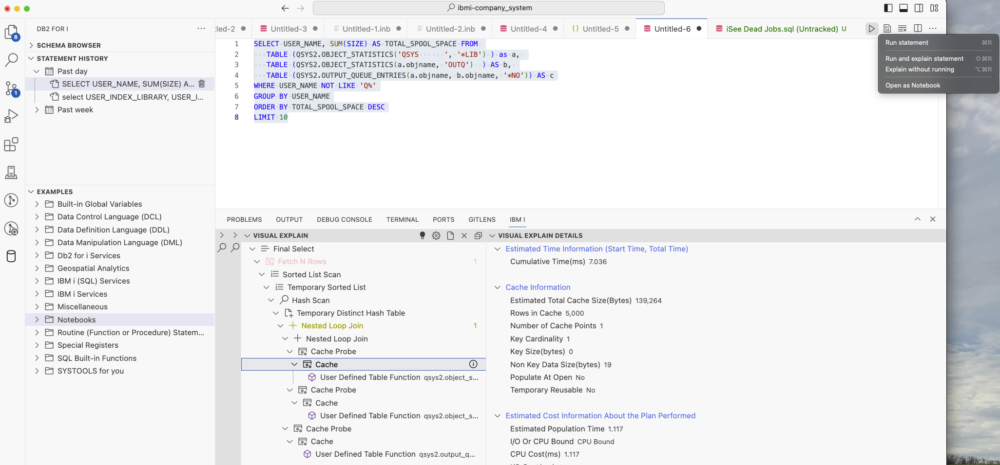 ibmi-company_system
8
1
DB2 FOR I
SCHEMA BROWSER
STATEMENT HISTORY
Past day
SELECT USER_NAME, SUM(SIZE) A...
select USER_INDEX_LIBRARY, USER_I...
Past week
EXAMPLES
Built-in Global Variables
Data Control Language (DCL)
Data Definition Language (DDL)
Data Manipulation Language (DML)
Db2 for i Services
Geospatial Analytics
IBM i (SQL) Services
IBM i Services
Miscellaneous
Notebooks
Routine (Function or Procedure) Statem...
Special Registers
SQL Built-in Functions
SYSTOOLS for you
led-2
Untitled-3
Untitled-1.inb
Untitled-2.inb
Untitled-4
{} Untitled-5
Untitled-6
iSee Dead Jobs.sql (Untracked) U
1 SELECT USER_NAME, SUM(SIZE) AS TOTAL_SPOOL_SPACE FROM
2 TABLE (QSYS2.OBJECT_STATISTICS('QSYS      ', '*LIB') ) as a,
3 TABLE (QSYS2.OBJECT_STATISTICS(a.objname, 'OUTQ')  ) AS b,
4 TABLE (QSYS2.OUTPUT_QUEUE_ENTRIES(a.objname, b.objname, '*NO')) AS c
5 WHERE USER_NAME NOT LIKE 'Q%'
6 GROUP BY USER_NAME
7 ORDER BY TOTAL_SPOOL_SPACE DESC
8 LIMIT 10
Run statement ⌘R
Run and explain statement ⇧⌘R
Explain without running ⌥⌘R
Open as Notebook
PROBLEMS OUTPUT DEBUG CONSOLE TERMINAL PORTS GITLENS IBM I
VISUAL EXPLAIN
Final Select
Fetch N Rows 1
Sorted List Scan
Temporary Sorted List
Hash Scan
Temporary Distinct Hash Table
Nested Loop Join 1
Nested Loop Join
Cache Probe
Cache
User Defined Table Function qsys2.object_s...
Cache Probe
Cache
User Defined Table Function qsys2.object_s...
Cache Probe
Cache
User Defined Table Function qsys2.output_q...
VISUAL EXPLAIN DETAILS
Estimated Time Information (Start Time, Total Time)
Cumulative Time(ms) 7.036
Cache Information
Estimated Total Cache Size(Bytes) 139,264
Rows in Cache 5,000
Number of Cache Points 1
Key Cardinality 1
Key Size(bytes) 0
Non Key Data Size(bytes) 19
Populate At Open No
Temporary Reusable No
Estimated Cost Information About the Plan Performed
Estimated Population Time 1.117
I/O Or CPU Bound CPU Bound
CPU Cost(ms) 1.117